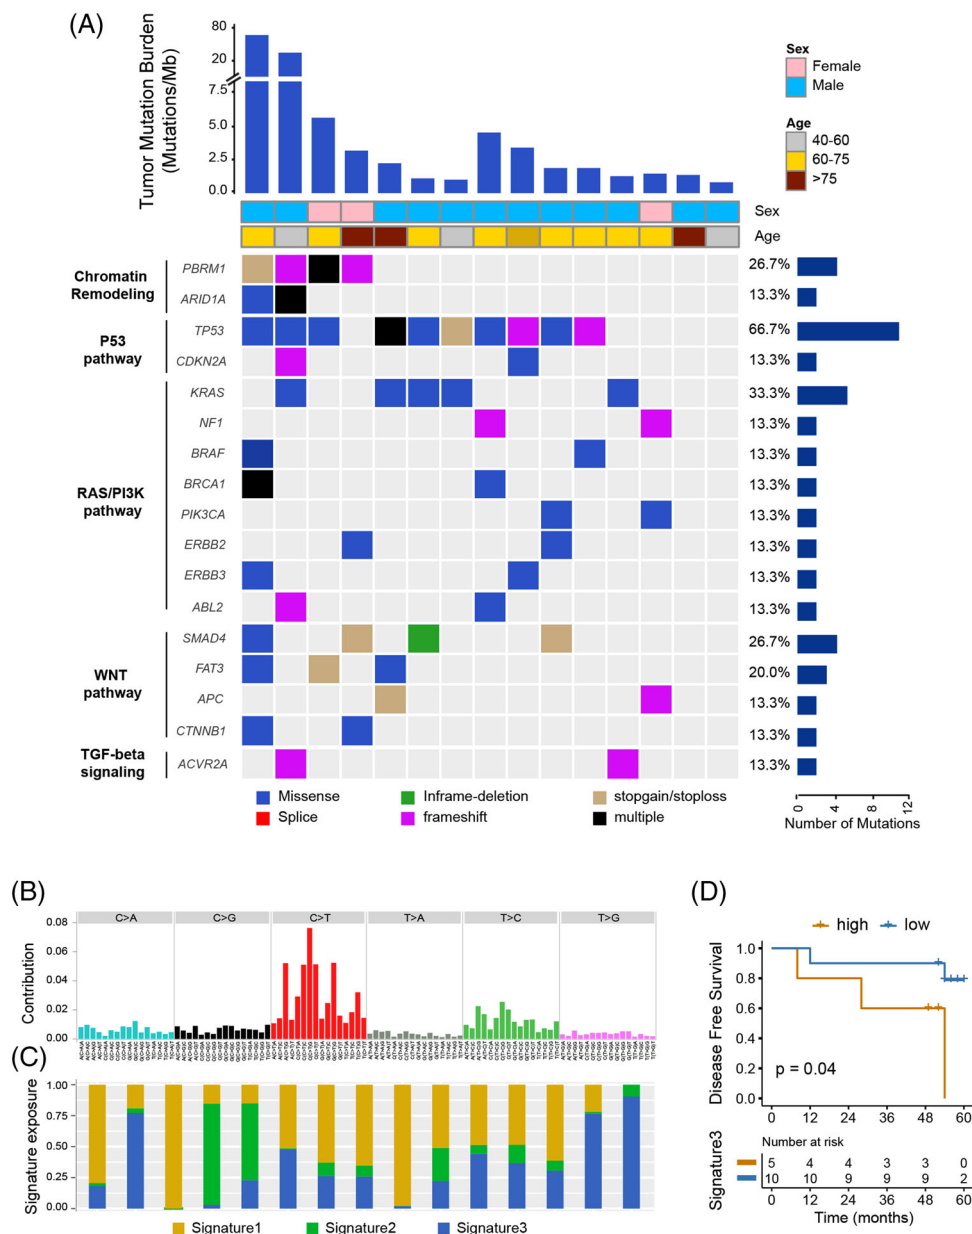 (A)
Tumor Mutation Burden
(Mutations/Mb)
80
20
7.5
5.0
2.5
0.0
Sex
Female
Male
Age
40-60
60-75
>75
Sex
Age
Chromatin
Remodeling
PBRM1
26.7%
ARID1A
13.3%
P53
pathway
TP53
66.7%
CDKN2A
13.3%
RAS/PI3K
pathway
KRAS
33.3%
NF1
13.3%
BRAF
13.3%
BRCA1
13.3%
PIK3CA
13.3%
ERBB2
13.3%
ERBB3
13.3%
ABL2
13.3%
WNT
pathway
SMAD4
26.7%
FAT3
20.0%
APC
13.3%
CTNNB1
13.3%
TGF-beta
signaling
ACVR2A
13.3%
Missense
Inframe-deletion
stopgain/stoploss
Splice
frameshift
multiple
0 4 8 12
Number of Mutations
(B)
C>A C>G C>T T>A T>C T>G
Contribution
0.08
0.06
0.04
0.02
0.00
(C)
Signature exposure
1.00
0.75
0.50
0.25
0.00
Signature1 Signature2 Signature3
(D)
high low
Disease Free Survival
1.0
0.8
0.6
0.4
0.2
0.0
p = 0.04
0 12 24 36 48 60
Number at risk
Signature3
5 4 4 3 3 0
10 10 9 9 9 2
0 12 24 36 48 60
Time (months)